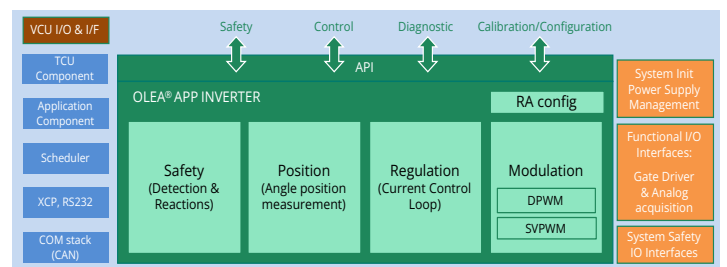 VCU I/O & I/F
TCU
Component
Application
Component
Scheduler
XCP, RS232
COM stack
(CAN)
Safety
Control
Diagnostic
Calibration/Configuration
API
OLEA® APP INVERTER
RA config
Safety
(Detection &
Reactions)
Position
(Angle position
measurement)
Regulation
(Current Control
Loop)
Modulation
DPWM
SVPWM
System Init
Power Supply
Management
Functional I/O
Interfaces:
Gate Driver
& Analog
acquisition
System Safety
IO Interfaces